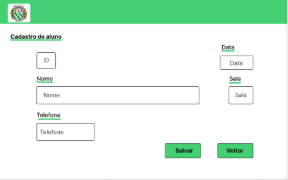 Cadastro de aluno
Data
ID
Data
Nome
Sala
Nome
Sala
Telefone
Telefone
Salvar
Voltar